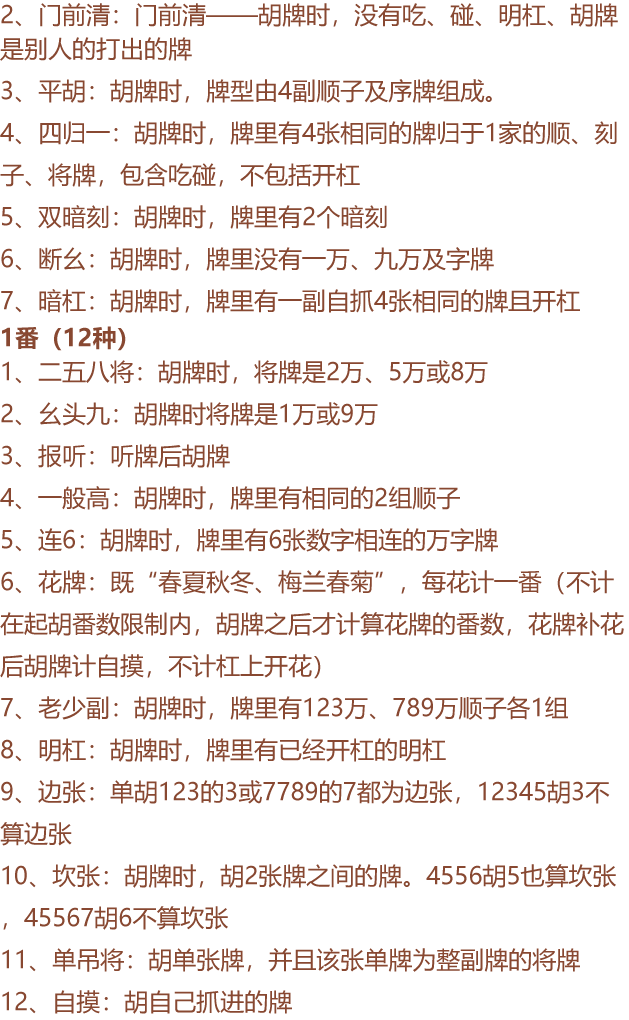 2、门前清：门前清——胡牌时，没有吃、碰、明杠、胡牌
是别人的打出的牌
3、平胡：胡牌时，牌型由4副顺子及序牌组成。
4、四归一：胡牌时，牌里有4张相同的牌归于1家的顺、刻
子、将牌，包含吃碰，不包括开杠
5、双暗刻：胡牌时，牌里有2个暗刻
6、断幺：胡牌时，牌里没有一万、九万及字牌
7、暗杠：胡牌时，牌里有一副自抓4张相同的牌且开杠
1番（12种）
1、二五八将：胡牌时，将牌是2万、5万或8万
2、幺头九：胡牌时将牌是1万或9万
3、报听：听牌后胡牌
4、一般高：胡牌时，牌里有相同的2组顺子
5、连6：胡牌时，牌里有6张数字相连的万字牌
6、花牌：既“春夏秋冬、梅兰春菊”，每花计一番（不计
在起胡番数限制内，胡牌之后才计算花牌的番数，花牌补花
后胡牌计自摸，不计杠上开花）
7、老少副：胡牌时，牌里有123万、789万顺子各1组
8、明杠：胡牌时，牌里有已经开杠的明杠
9、边张：单胡123的3或7789的7都为边张，12345胡3不
算边张
10、坎张：胡牌时，胡2张牌之间的牌。4556胡5也算坎张
，45567胡6不算坎张
11、单吊将：胡单张牌，并且该张单牌为整副牌的将牌
12、自摸：胡自己抓进的牌